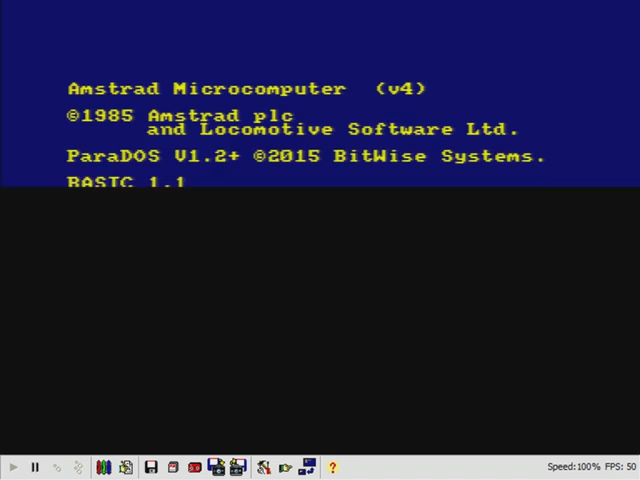 Amstrad Microcomputer (v4)
©1985 Amstrad plc
and Locomotive Software Ltd.
ParaDOS V1.2+ ©2015 BitWise Systems.
BASIC 1.1
Speed:100% FPS: 50